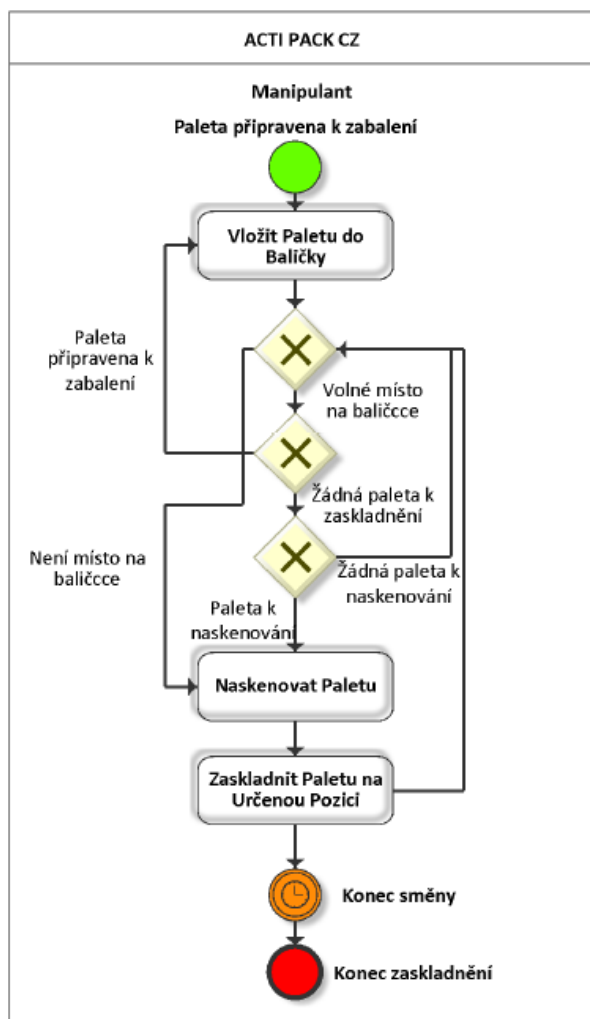 ACTI PACK CZ
Manipulant
Paleta připravena k zabalení
Vložit Paletu do
Baličky
Paleta
připravena k
zabalení
Volné místo
na baličcce
Žádná paleta k
zaskladnění
Není místo na
baličcce
Žádná paleta k
naskenování
Paleta k
naskenování
Naskenovat Paletu
Zaskladnit Paletu na
Určenou Pozici
Konec směny
Konec zaskladnění